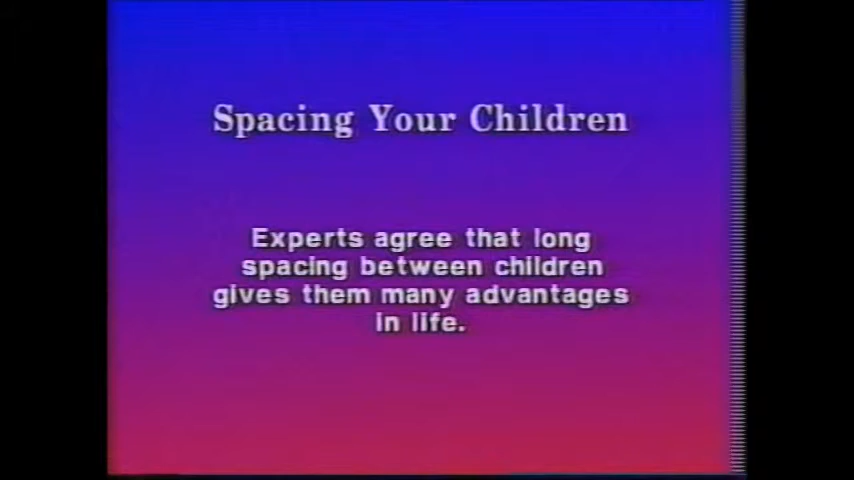 Spacing Your Children
Experts agree that long
spacing between children
gives them many advantages
in life.